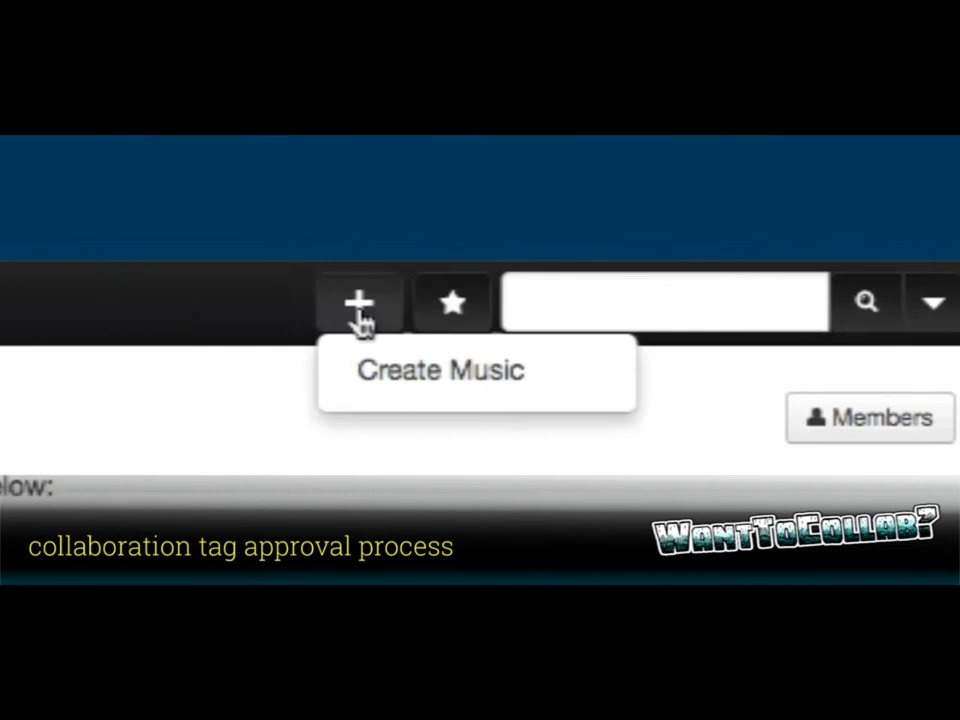 Create Music
Members
elow:
collaboration tag approval process
WantToCollab?